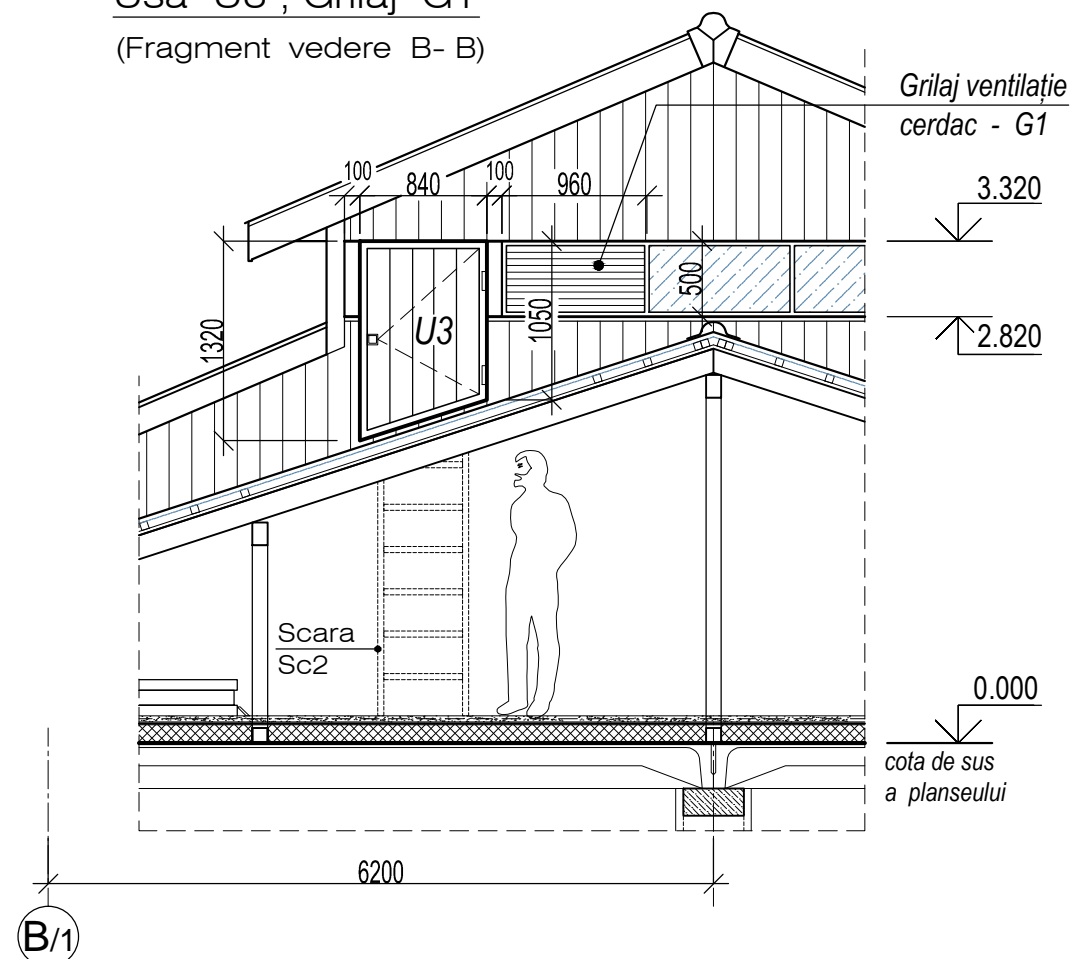 (Fragment vedere B- B)
Grilaj ventilație
cerdac - G1
100
840
100
960
3.320
1320
U3
1050
500
2.820
Scara
Sc2
0.000
cota de sus
a planseului
6200
B/1